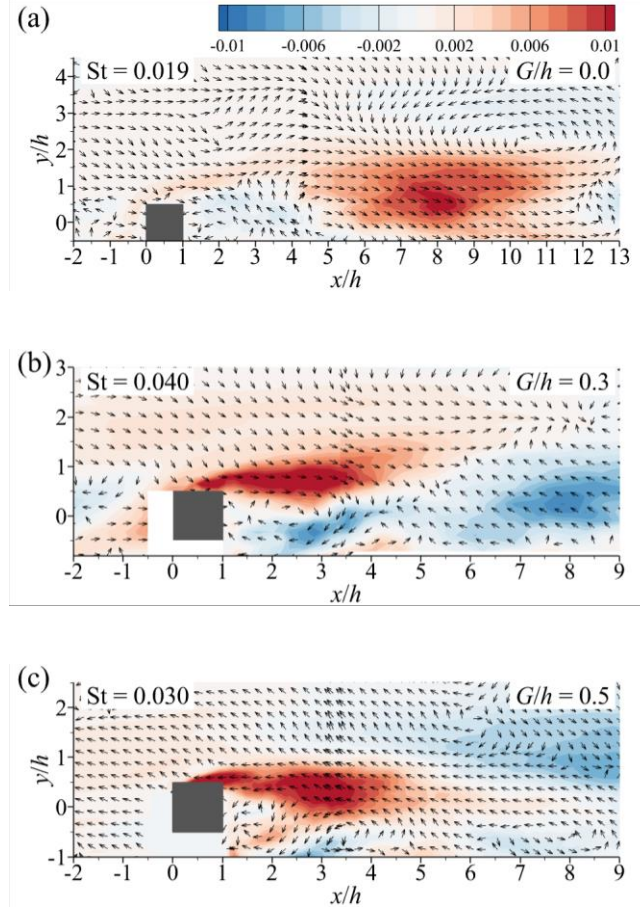 (a)
-0.01 -0.006 -0.002 0.002 0.006 0.01
St = 0.019 G/h = 0.0
4
3
2
1
0
y/h
-2 -1 0 1 2 3 4 5 6 7 8 9 10 11 12 13
x/h
(b)
St = 0.040 G/h = 0.3
3
2
1
0
y/h
-2 -1 0 1 2 3 4 5 6 7 8 9
x/h
(c)
St = 0.030 G/h = 0.5
2
1
0
-1
y/h
-2 -1 0 1 2 3 4 5 6 7 8 9
x/h